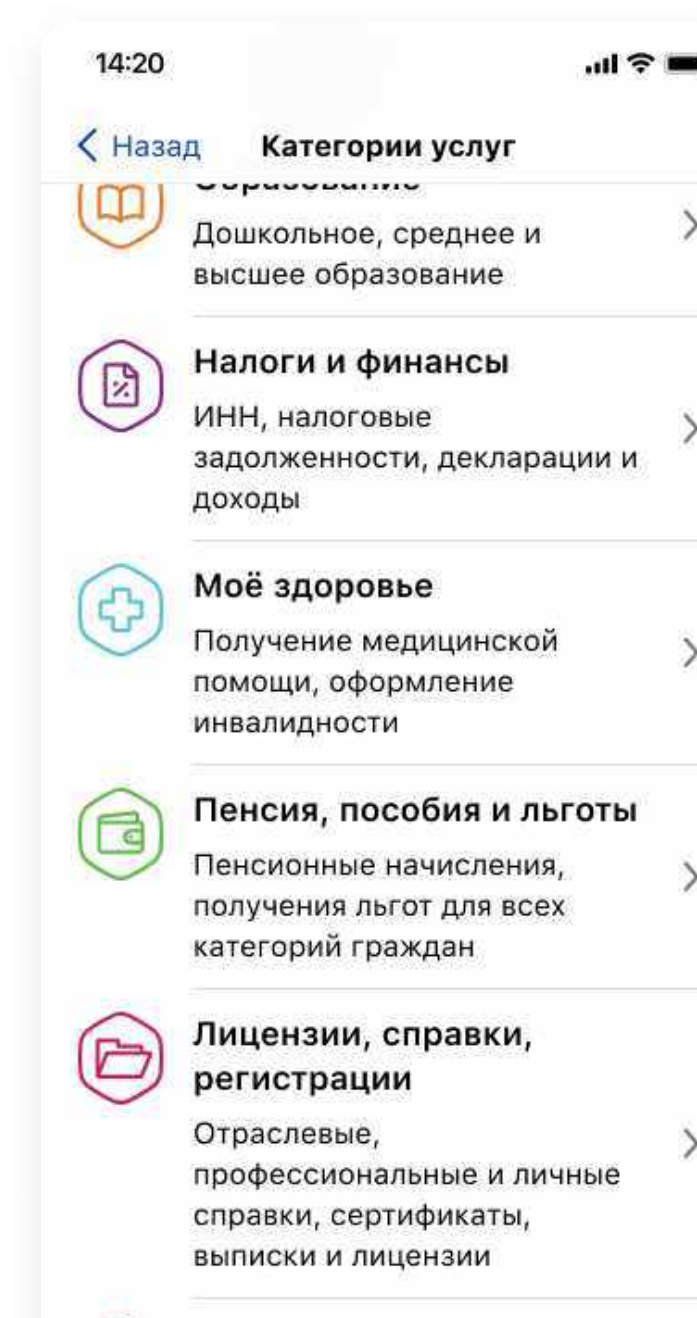 14:20
Назад Категории услуг
Образование
Дошкольное, среднее и
высшее образование
Налоги и финансы
ИНН, налоговые
задолженности, декларации и
доходы
Моё здоровье
Получение медицинской
помощи, оформление
инвалидности
Пенсия, пособия и льготы
Пенсионные начисления,
получения льгот для всех
категорий граждан
Лицензии, справки,
регистрации
Отраслевые,
профессиональные и личные
справки, сертификаты,
выписки и лицензии